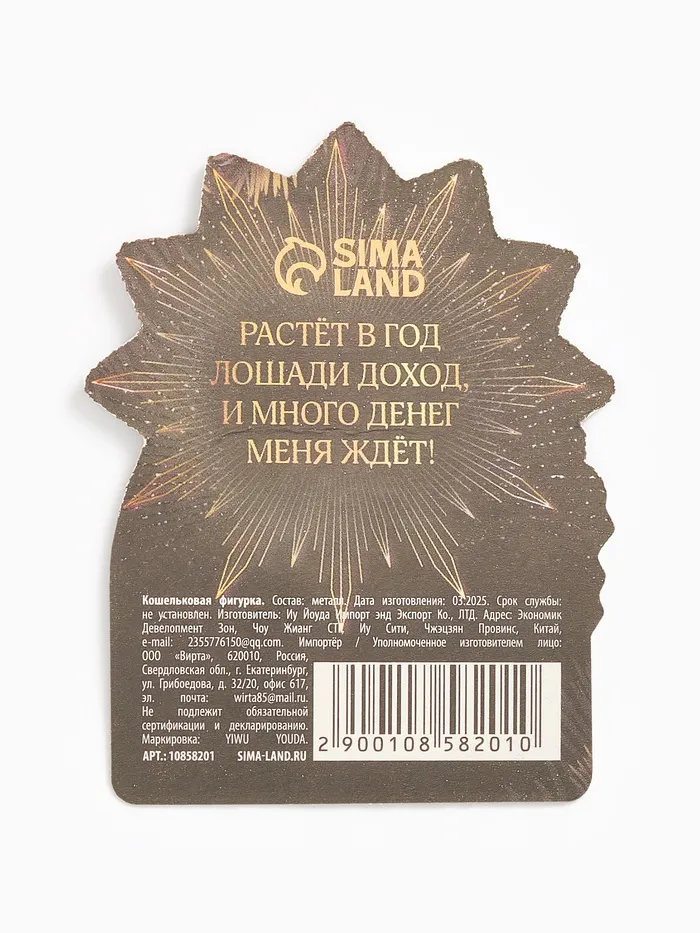 SIMA
LAND
РАСТЁТ В ГОД
ЛОШАДИ ДОХОД,
И МНОГО ДЕНЕГ
МЕНЯ ЖДЁТ!
Кошельковая фигурка. Состав: металл. Дата изготовления: 03.2025. Срок службы:
не установлен. Изготовитель: Иу Йоуда Импорт энд Экспорт Ко., ЛТД. Адрес: Экономик
Девелопмент Зон, Чоу Жианг СТР, Иу Сити, Чжэцзян Провинс, Китай,
e-mail: 2355776150@qq.com. Импортёр / Уполномоченное изготовителем лицо:
ООО «Вирта», 620010, Россия,
Свердловская обл., г. Екатеринбург,
ул. Грибоедова, д. 32/20, офис 617,
эл. почта: wirta85@mail.ru.
Не подлежит обязательной
сертификации и декларированию.
Маркировка: YIWU YOUDA.
АРТ.: 10858201 SIMA-LAND.RU
2 900108 582010